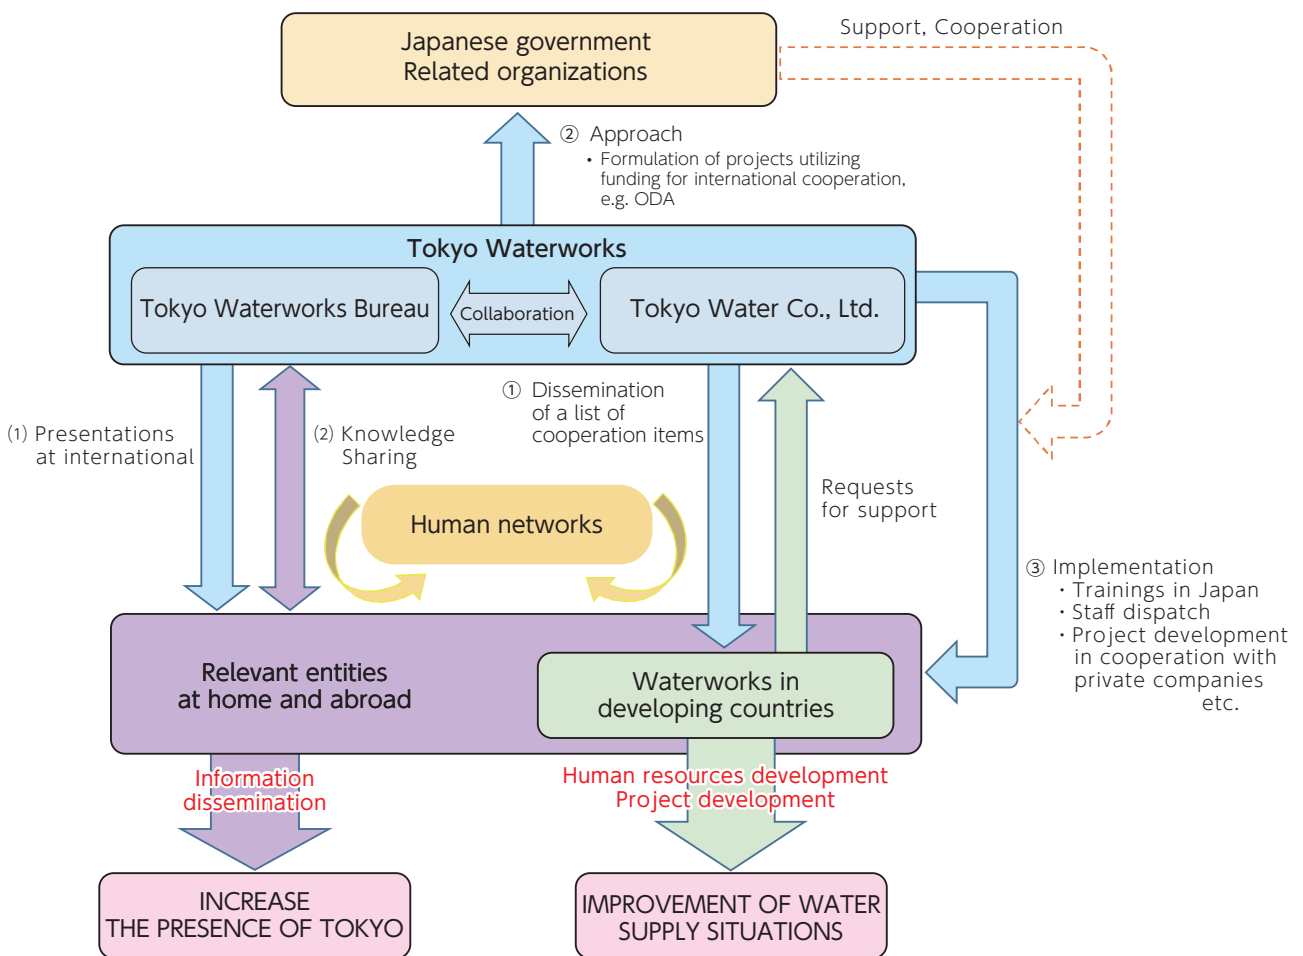 Japanese government
Related organizations
Support, Cooperation
② Approach
・Formulation of projects utilizing
funding for international cooperation,
e.g. ODA
Tokyo Waterworks
Tokyo Waterworks Bureau
Collaboration
Tokyo Water Co., Ltd.
(1) Presentations
at international
(2) Knowledge
Sharing
① Dissemination
of a list of
cooperation items
Requests
for support
Human networks
③ Implementation
・Trainings in Japan
・Staff dispatch
・Project development
in cooperation with
private companies
etc.
Relevant entities
at home and abroad
Waterworks in
developing countries
Information
dissemination
Human resources development
Project development
INCREASE
THE PRESENCE OF TOKYO
IMPROVEMENT OF WATER
SUPPLY SITUATIONS